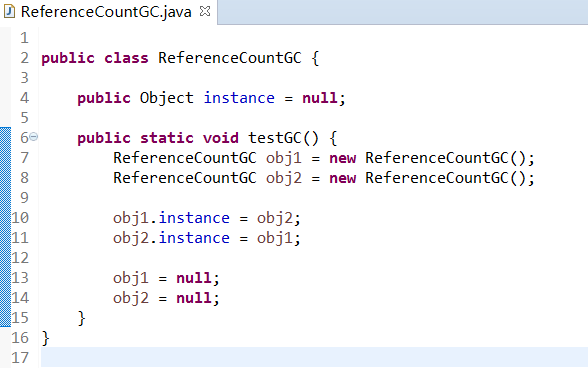 ReferenceCountGC.java
1
2 public class ReferenceCountGC {
3
4     public Object instance = null;
5
6     public static void testGC() {
7         ReferenceCountGC obj1 = new ReferenceCountGC();
8         ReferenceCountGC obj2 = new ReferenceCountGC();
9
10         obj1.instance = obj2;
11         obj2.instance = obj1;
12
13         obj1 = null;
14         obj2 = null;
15     }
16 }
17